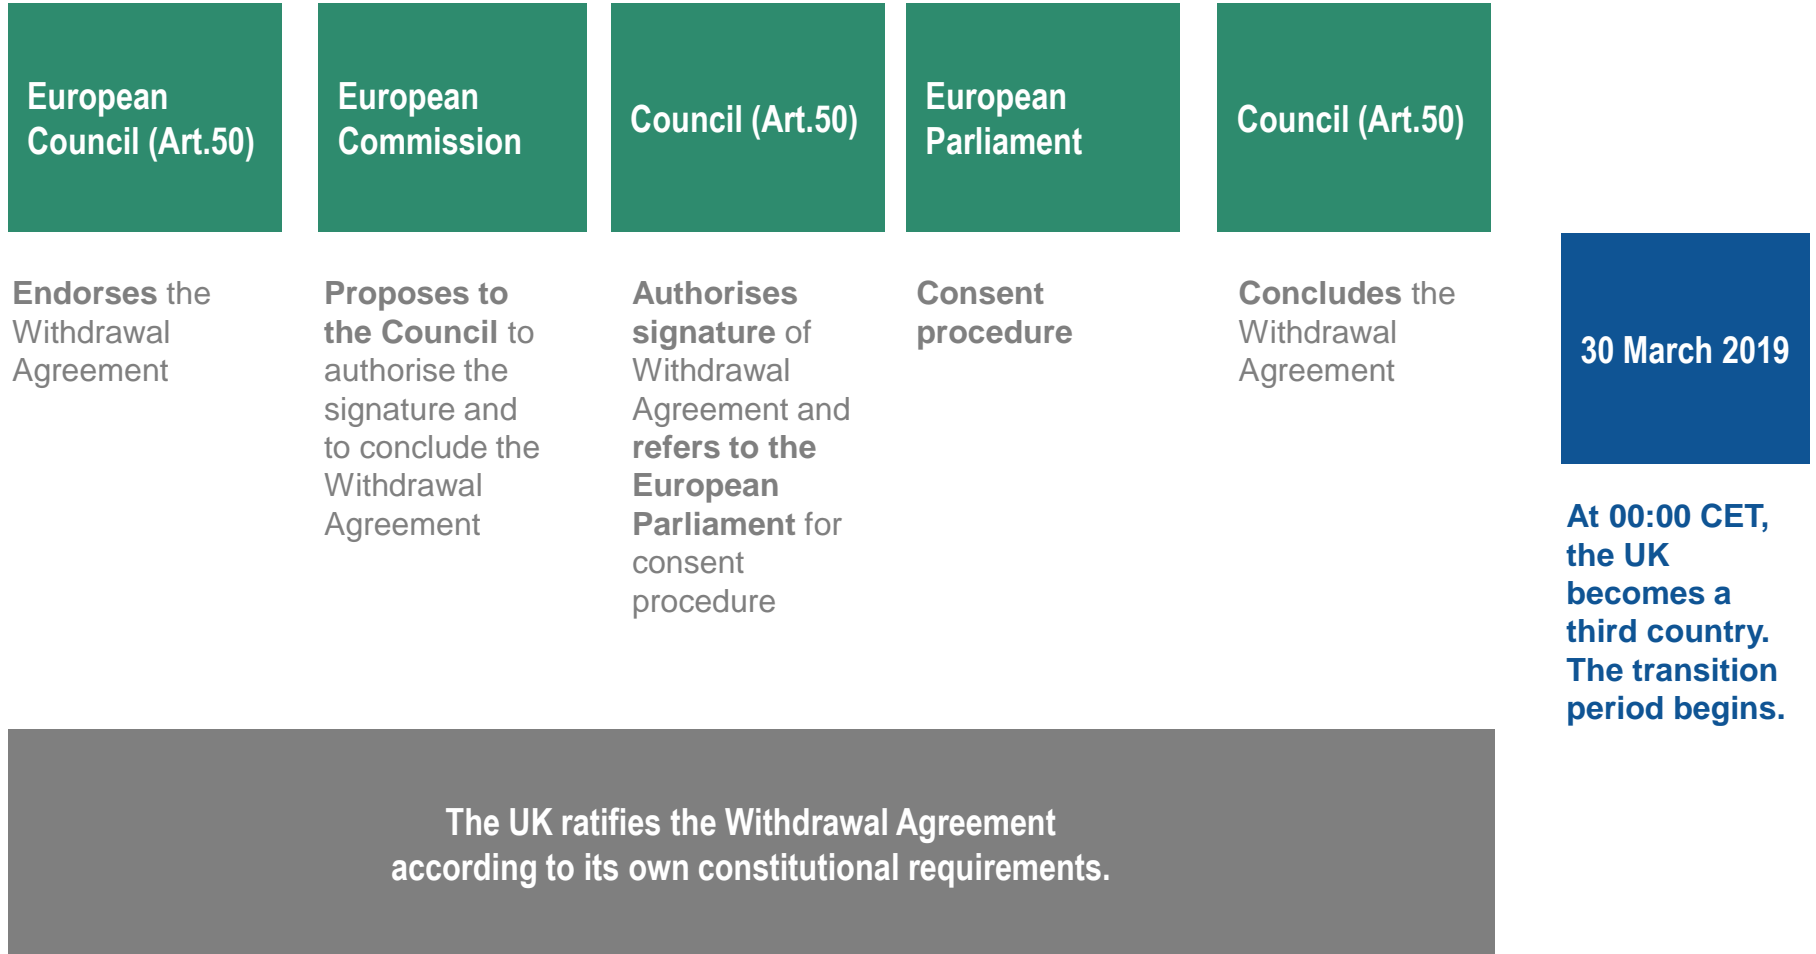 European
Council (Art.50)
Endorses the
Withdrawal
Agreement
European
Commission
Proposes to
the Council to
authorise the
signature and
to conclude the
Withdrawal
Agreement
Council (Art.50)
Authorises
signature of
Withdrawal
Agreement and
refers to the
European
Parliament for
consent
procedure
European
Parliament
Consent
procedure
Council (Art.50)
Concludes the
Withdrawal
Agreement
30 March 2019
At 00:00 CET,
the UK
becomes a
third country.
The transition
period begins.
The UK ratifies the Withdrawal Agreement
according to its own constitutional requirements.